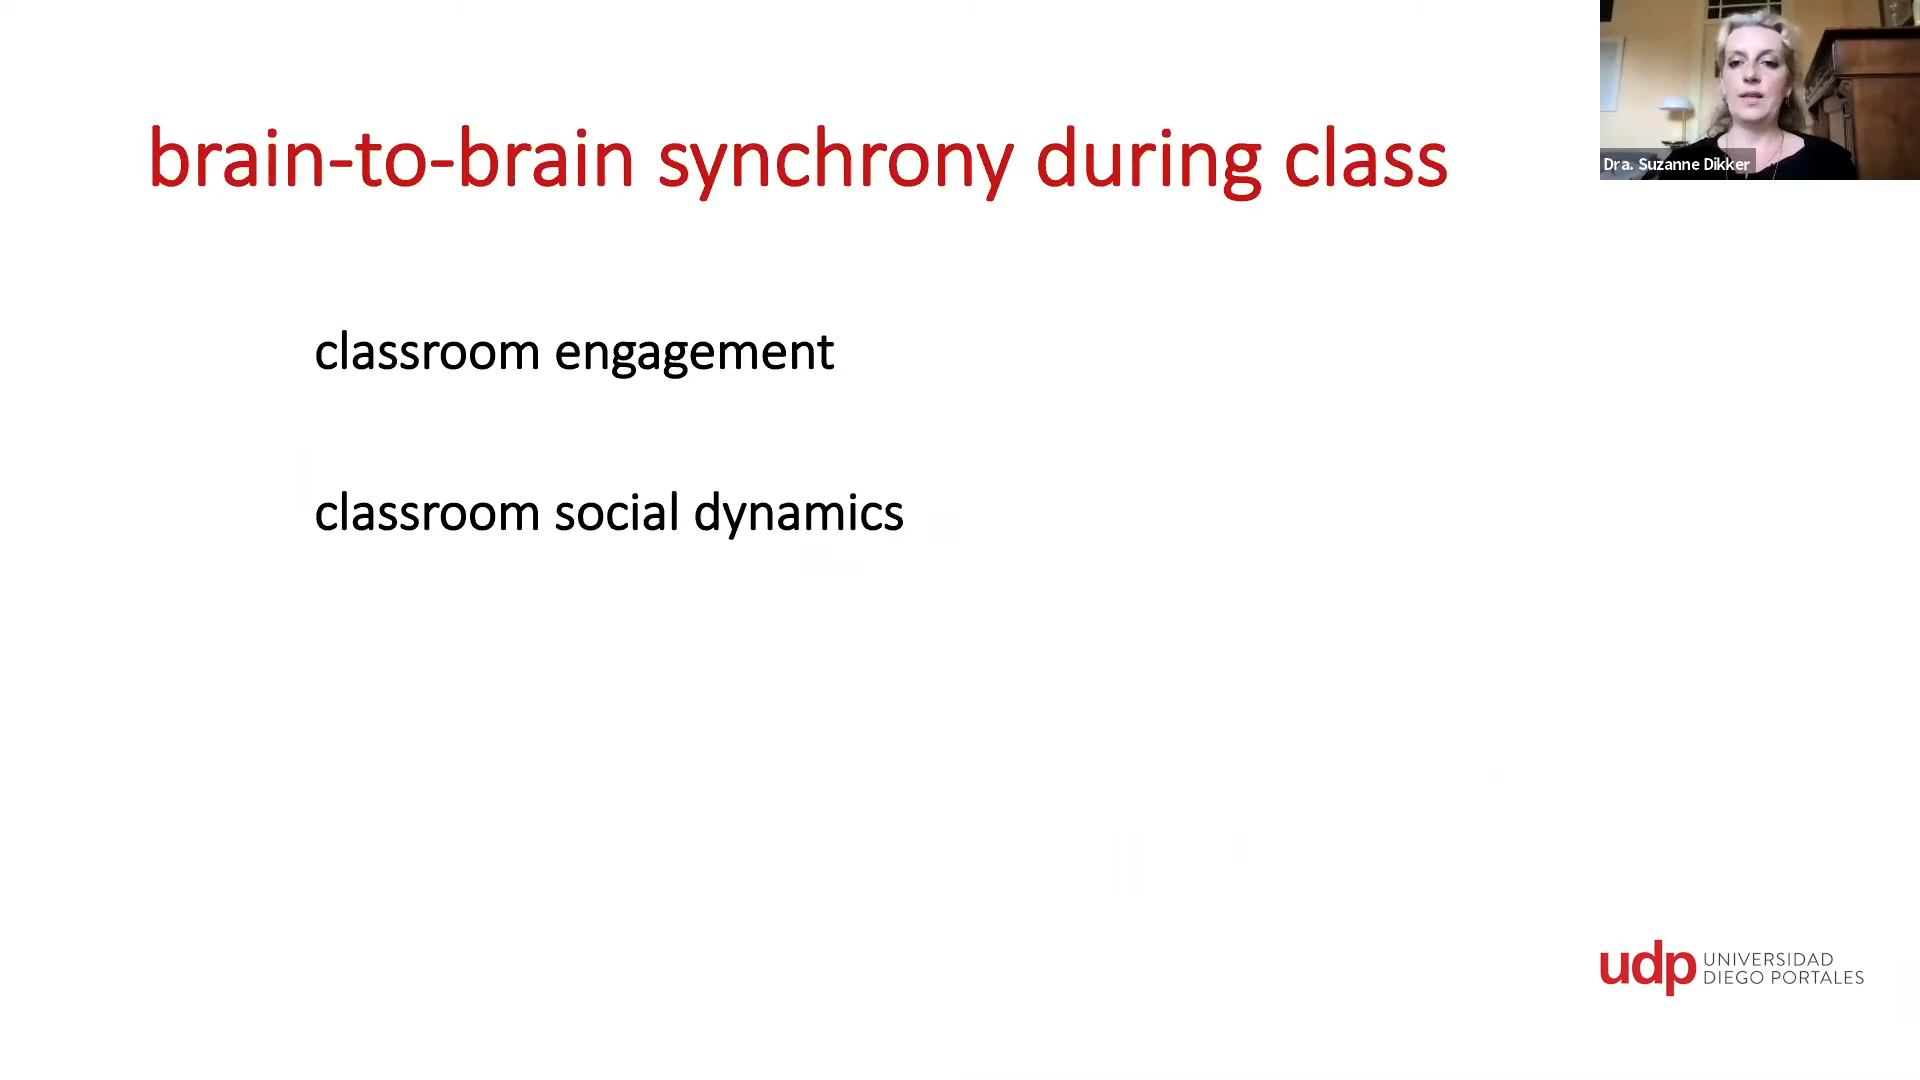 brain-to-brain synchrony during class
Dra. Suzanne Dikker
classroom engagement
classroom social dynamics
udp UNIVERSIDAD
DIEGO PORTALES